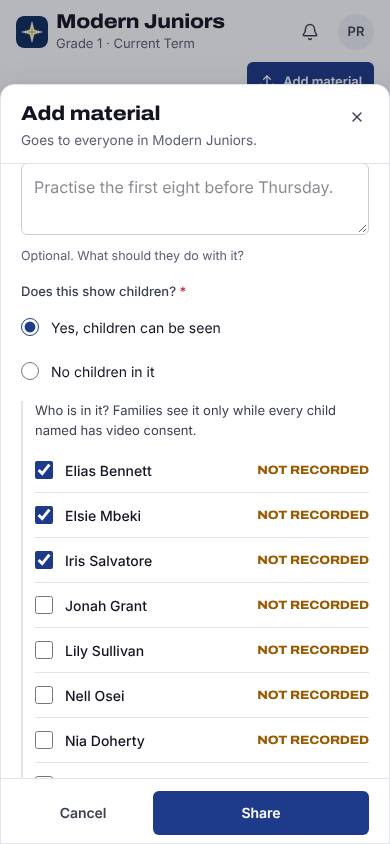 Modern Juniors
Grade 1 · Current Term
PR
Add material
Add material
Goes to everyone in Modern Juniors.
Practise the first eight before Thursday.
Optional. What should they do with it?
Does this show children? *
Yes, children can be seen
No children in it
Who is in it? Families see it only while every child
named has video consent.
Elias Bennett NOT RECORDED
Elsie Mbeki NOT RECORDED
Iris Salvatore NOT RECORDED
Jonah Grant NOT RECORDED
Lily Sullivan NOT RECORDED
Nell Osei NOT RECORDED
Nia Doherty NOT RECORDED
Cancel Share